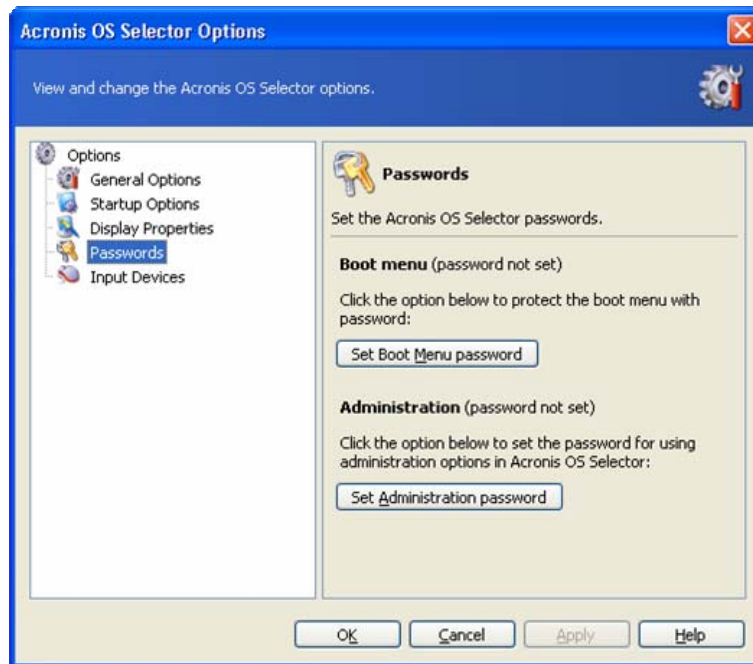 Acronis OS Selector Options
View and change the Acronis OS Selector options.
Options
General Options
Startup Options
Display Properties
Passwords
Input Devices
Passwords
Set the Acronis OS Selector passwords.
Boot menu (password not set)
Click the option below to protect the boot menu with
password:
Set Boot Menu password
Administration (password not set)
Click the option below to set the password for using
administration options in Acronis OS Selector:
Set Administration password
OK
Cancel
Apply
Help